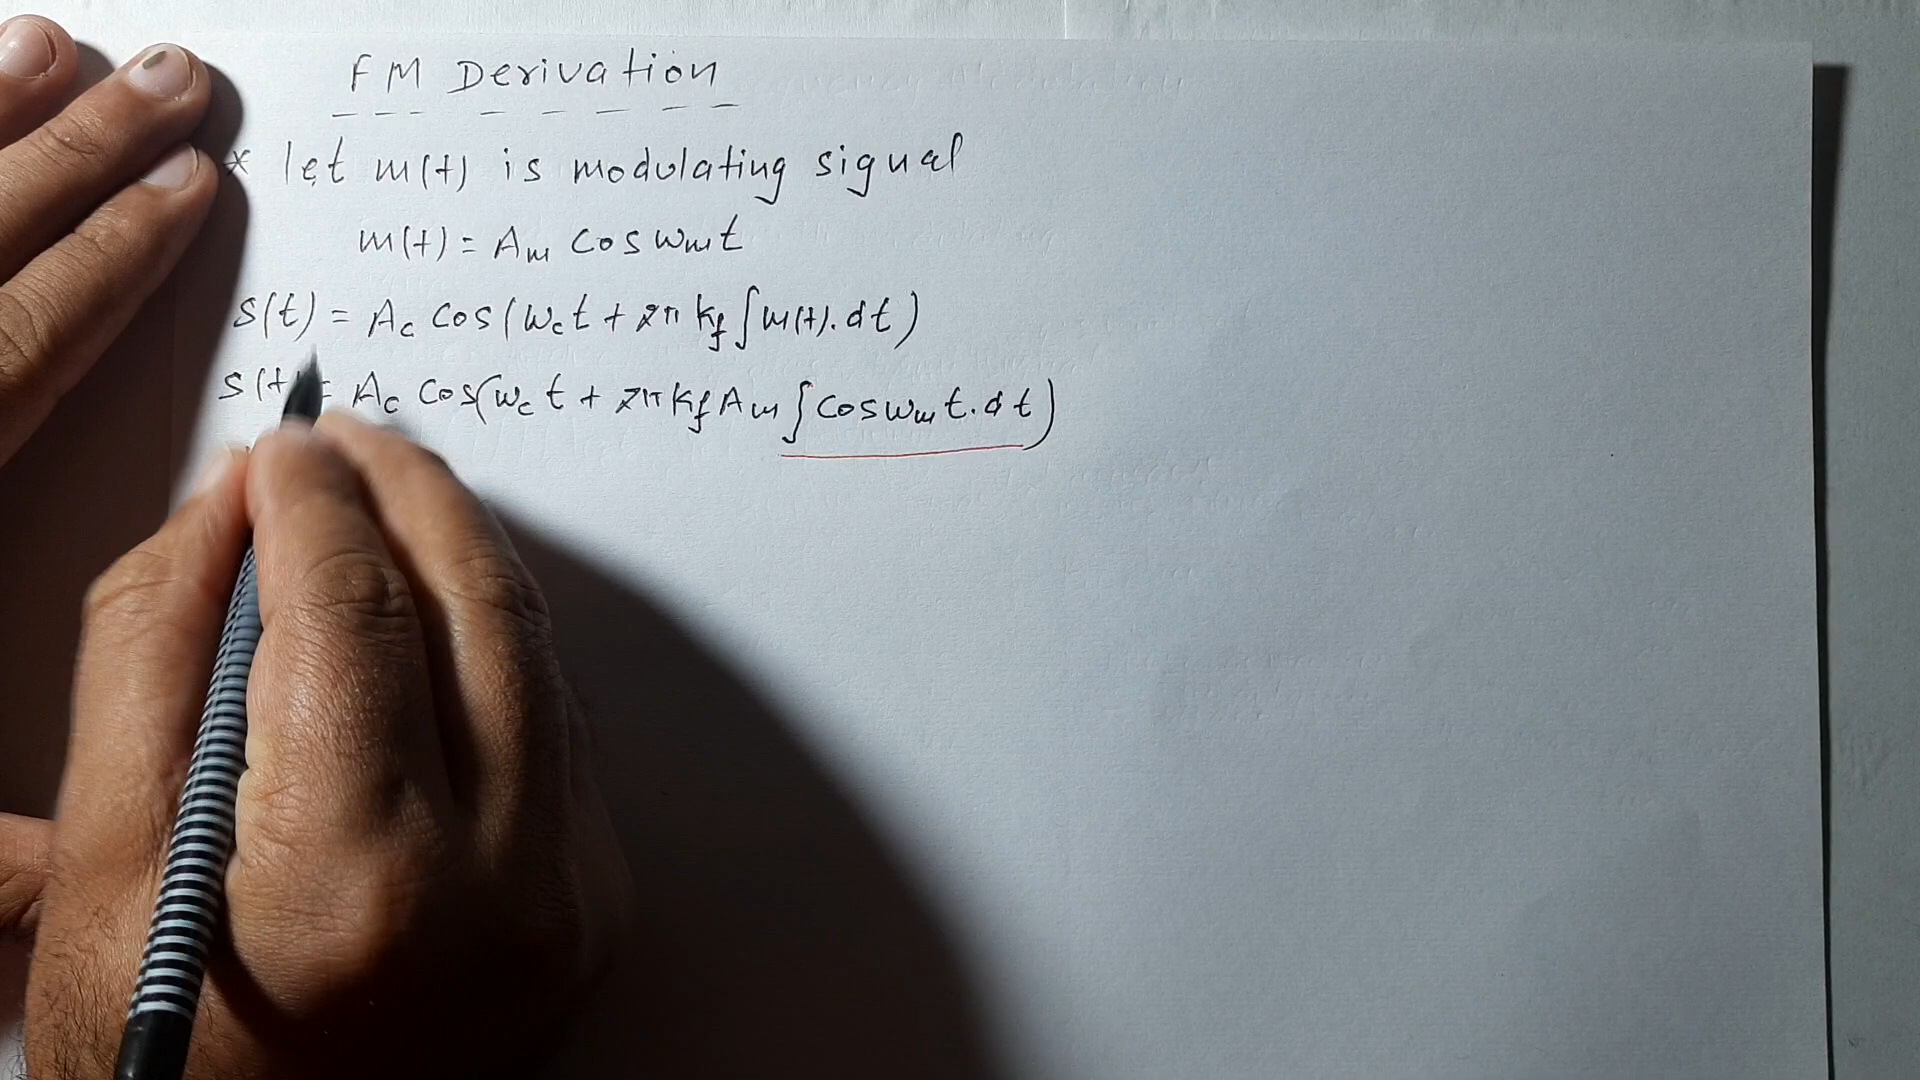 FM Derivation
* let m(t) is modulating signal
m(t) = Am cos wmt
s(t) = Ac cos(wct + 2π kf ∫m(t).dt)
s(t) = Ac cos(wct + 2π kf Am ∫cos wmt.dt)